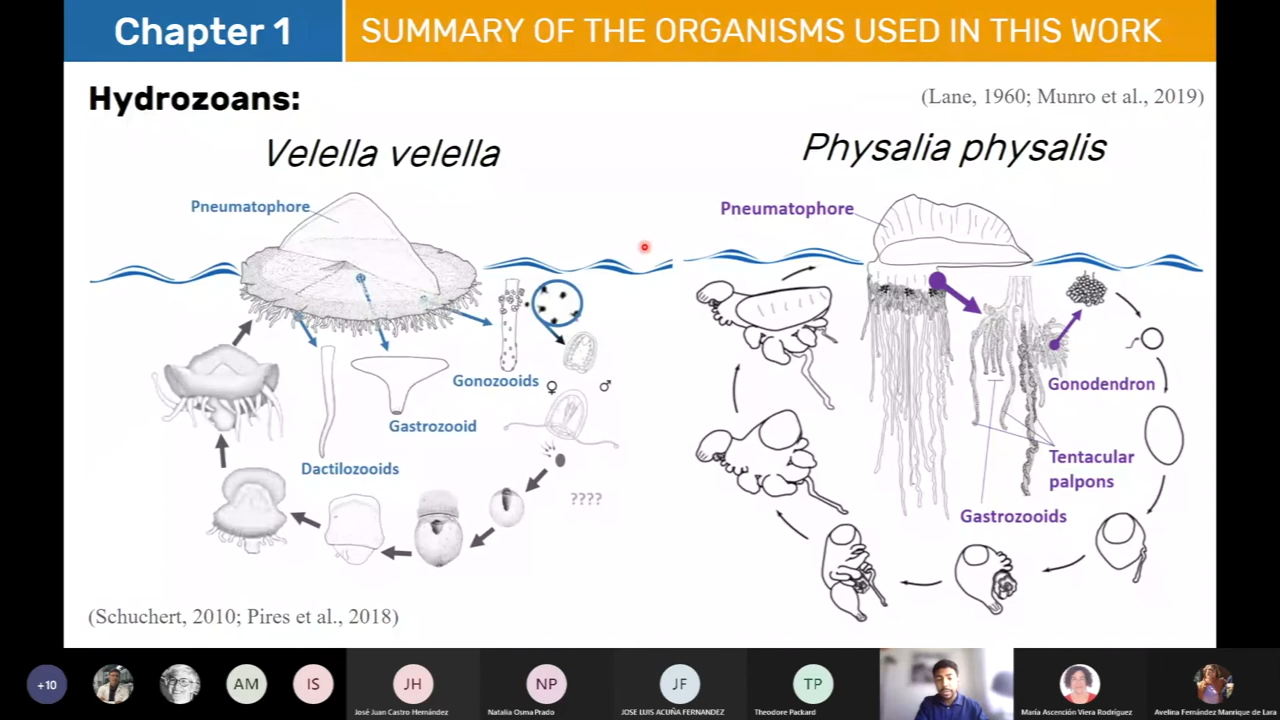 Chapter 1
SUMMARY OF THE ORGANISMS USED IN THIS WORK
Hydrozoans:
(Lane, 1960; Munro et al., 2019)
Velella velella
Physalia physalis
Pneumatophore
Pneumatophore
Gonozooids
♀
♂
Gastrozooid
Dactilozooids
????
Gonodendron
Tentacular
palpons
Gastrozooids
(Schuchert, 2010; Pires et al., 2018)
+10
AM
IS
JH
José Juan Castro Hernández
NP
Natalia Osma Prado
JF
JOSE LUIS ACUÑA FERNANDEZ
TP
Theodore Packard
María Ascención Viera Rodríguez
Avelina Fernández Manrique de Lara